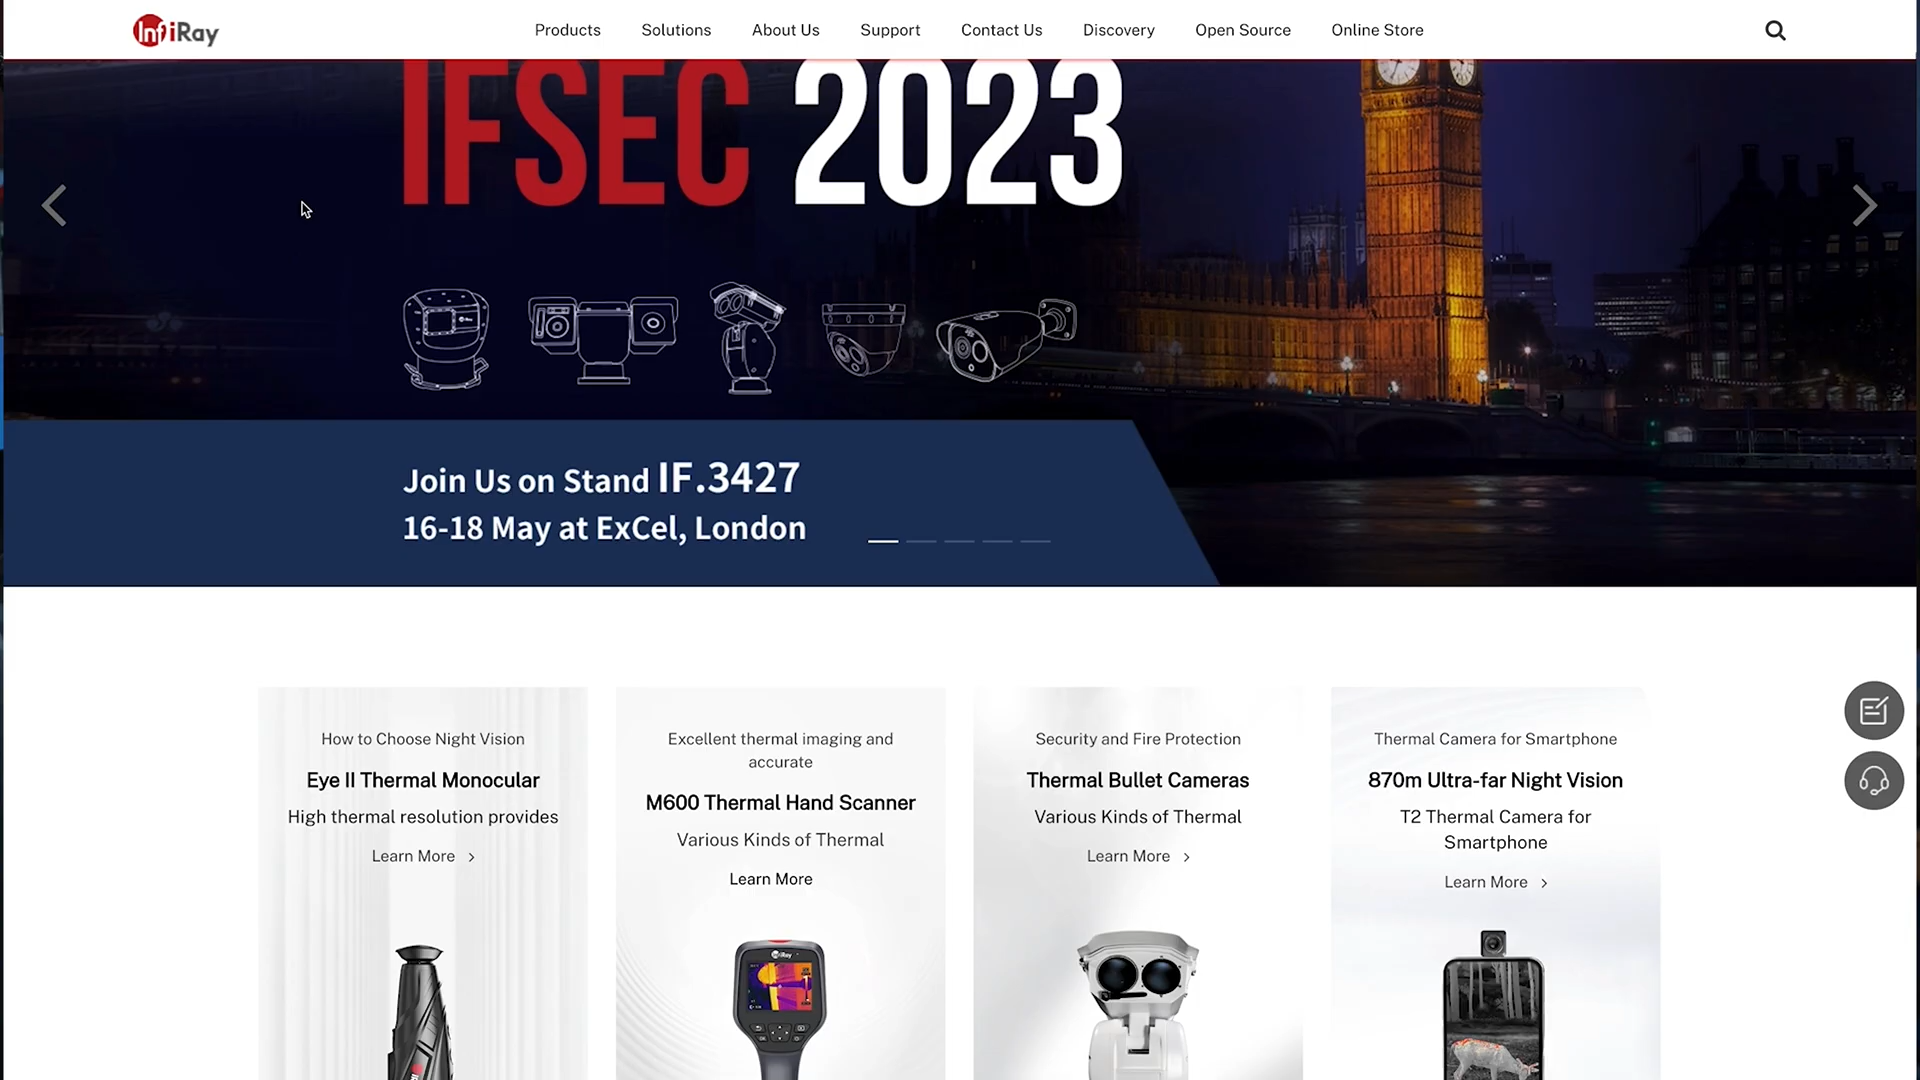 InfiRay
Products Solutions About Us Support Contact Us Discovery Open Source Online Store
IFSEC 2023
Join Us on Stand IF.3427
16-18 May at ExCel, London
How to Choose Night Vision
Eye II Thermal Monocular
High thermal resolution provides
Learn More >
Excellent thermal imaging and
accurate
M600 Thermal Hand Scanner
Various Kinds of Thermal
Learn More
InfiRay
Security and Fire Protection
Thermal Bullet Cameras
Various Kinds of Thermal
Learn More >
Thermal Camera for Smartphone
870m Ultra-far Night Vision
T2 Thermal Camera for
Smartphone
Learn More >